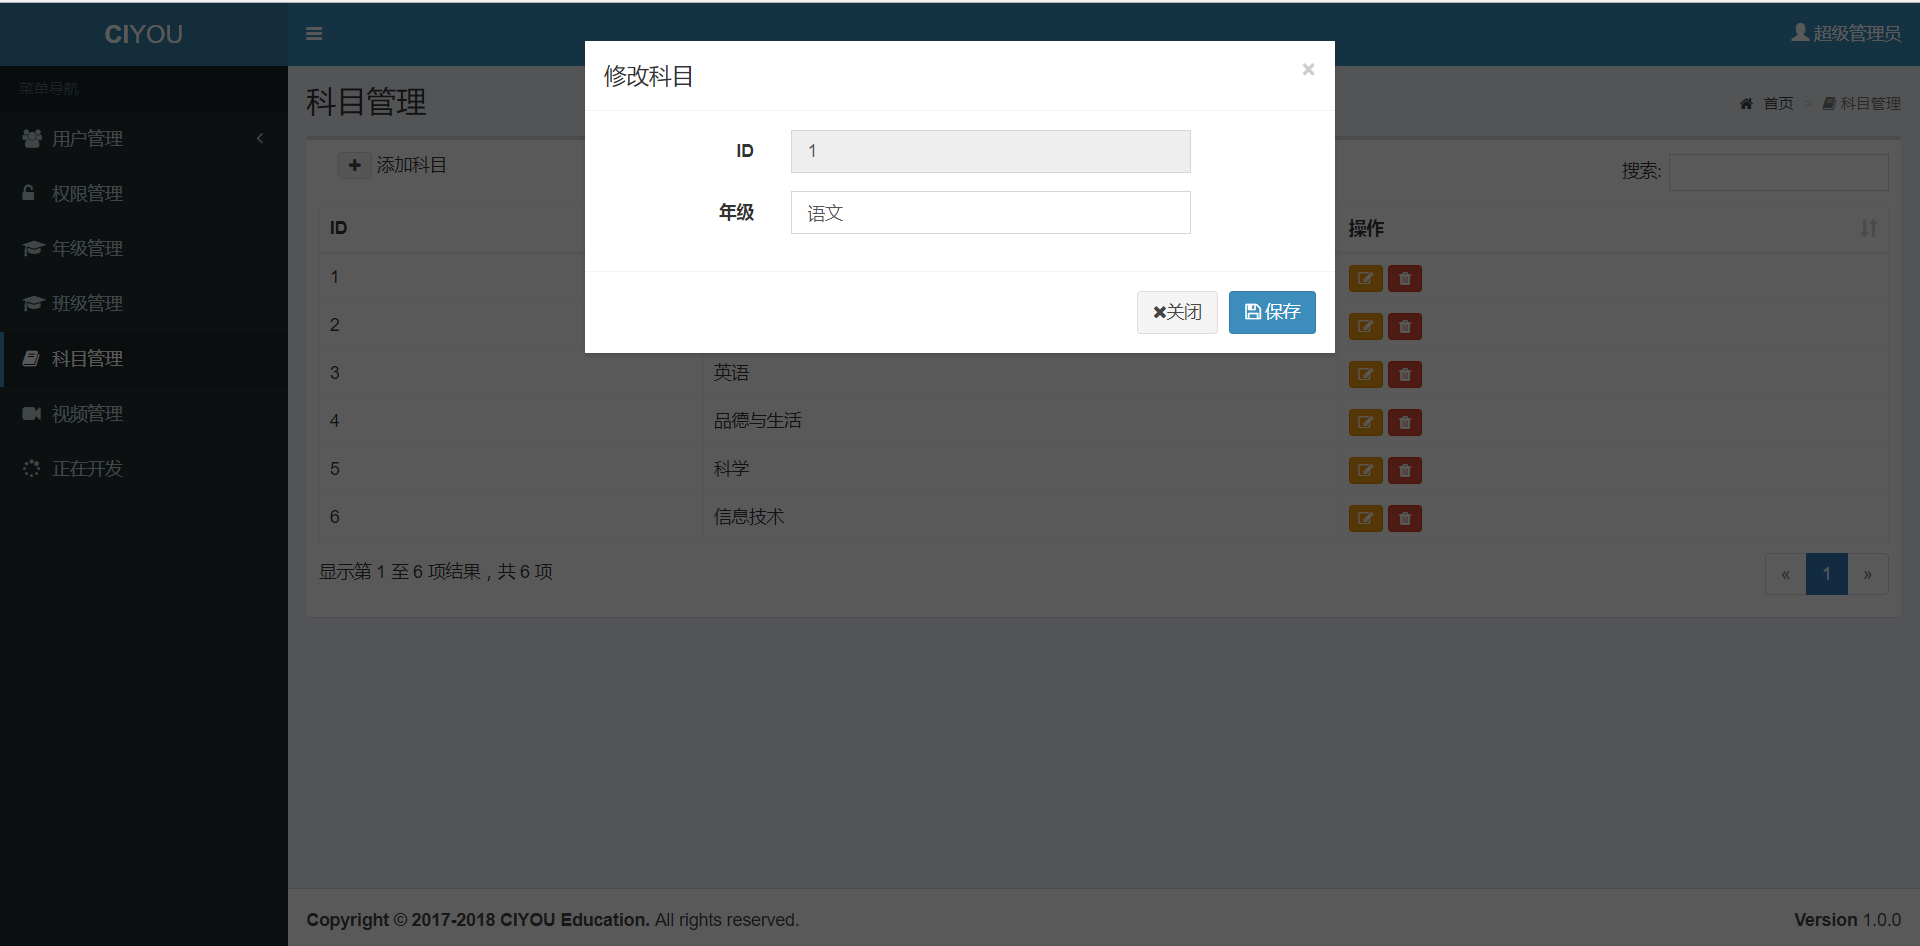 CIYOU
超级管理员
菜单导航
用户管理
权限管理
年级管理
班级管理
科目管理
视频管理
正在开发
科目管理
首页 > 科目管理
添加科目
搜索:
修改科目
×
ID 1
年级 语文
关闭 保存
ID 操作
1
2
3 英语
4 品德与生活
5 科学
6 信息技术
显示第 1 至 6 项结果，共 6 项
« 1 »
Copyright © 2017-2018 CIYOU Education. All rights reserved.
Version 1.0.0